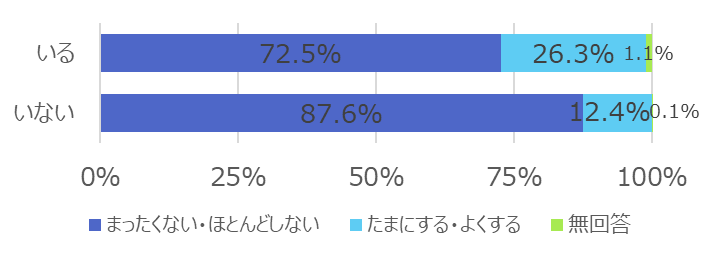 いる 72.5% 26.3% 1.1%
いない 87.6% 12.4% 0.1%
0% 25% 50% 75% 100%
まったくない・ほとんどしない たまにする・よくする 無回答